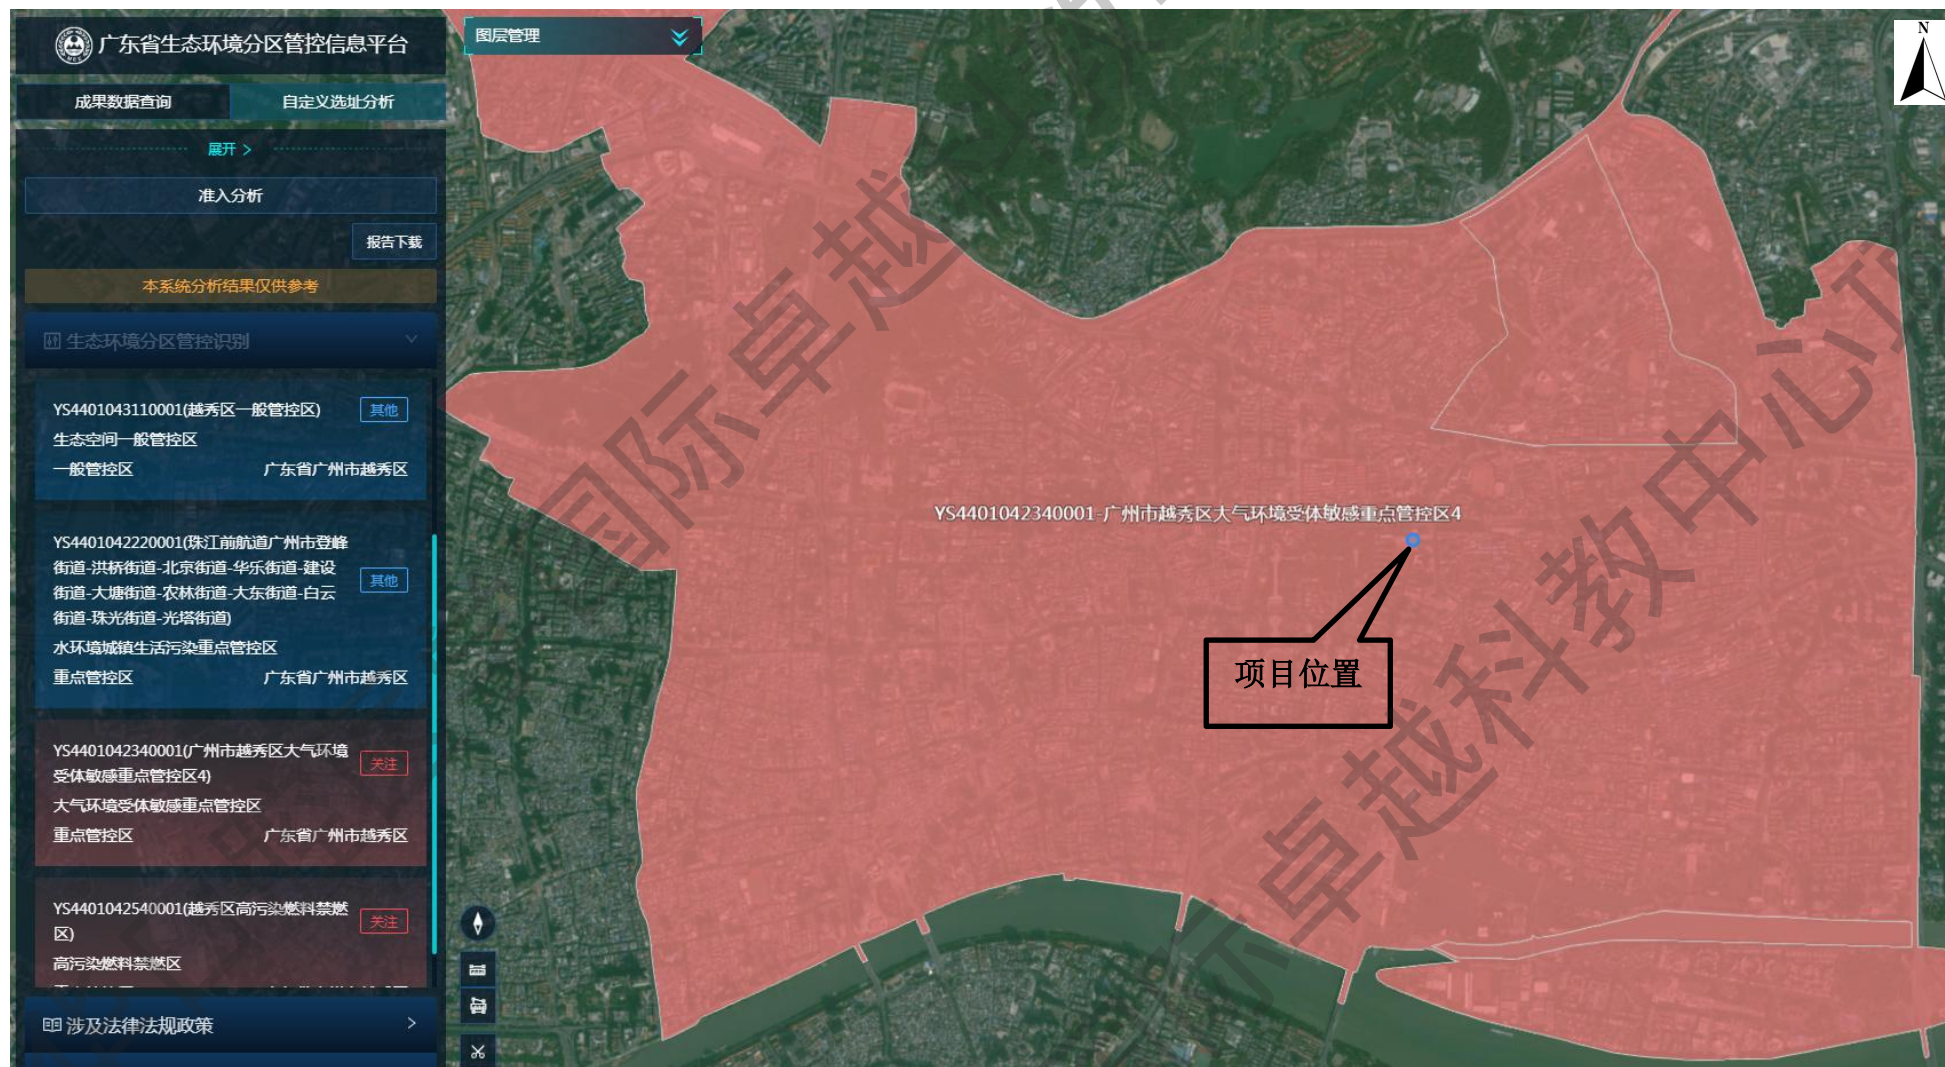 广东省生态环境分区管控信息平台
成果数据查询
自定义选址分析
展开 >
准入分析
报告下载
本系统分析结果仅供参考
生态环境分区管控识别
YS4401043110001(越秀区一般管控区)
其他
生态空间一般管控区
一般管控区
广东省广州市越秀区
YS4401042220001(珠江前航道广州市登峰
街道-洪桥街道-北京街道-华乐街道-建设
街道-大塘街道-农林街道-大东街道-白云
街道-珠光街道-光塔街道)
其他
水环境城镇生活污染重点管控区
重点管控区
广东省广州市越秀区
YS4401042340001(广州市越秀区大气环境
受体敏感重点管控区4)
关注
大气环境受体敏感重点管控区
重点管控区
广东省广州市越秀区
YS4401042540001(越秀区高污染燃料禁燃
区)
关注
高污染燃料禁燃区
涉及法律法规政策
图层管理
N
YS4401042340001-广州市越秀区大气环境受体敏感重点管控区4
项目位置
国际卓越
际卓越科教中心